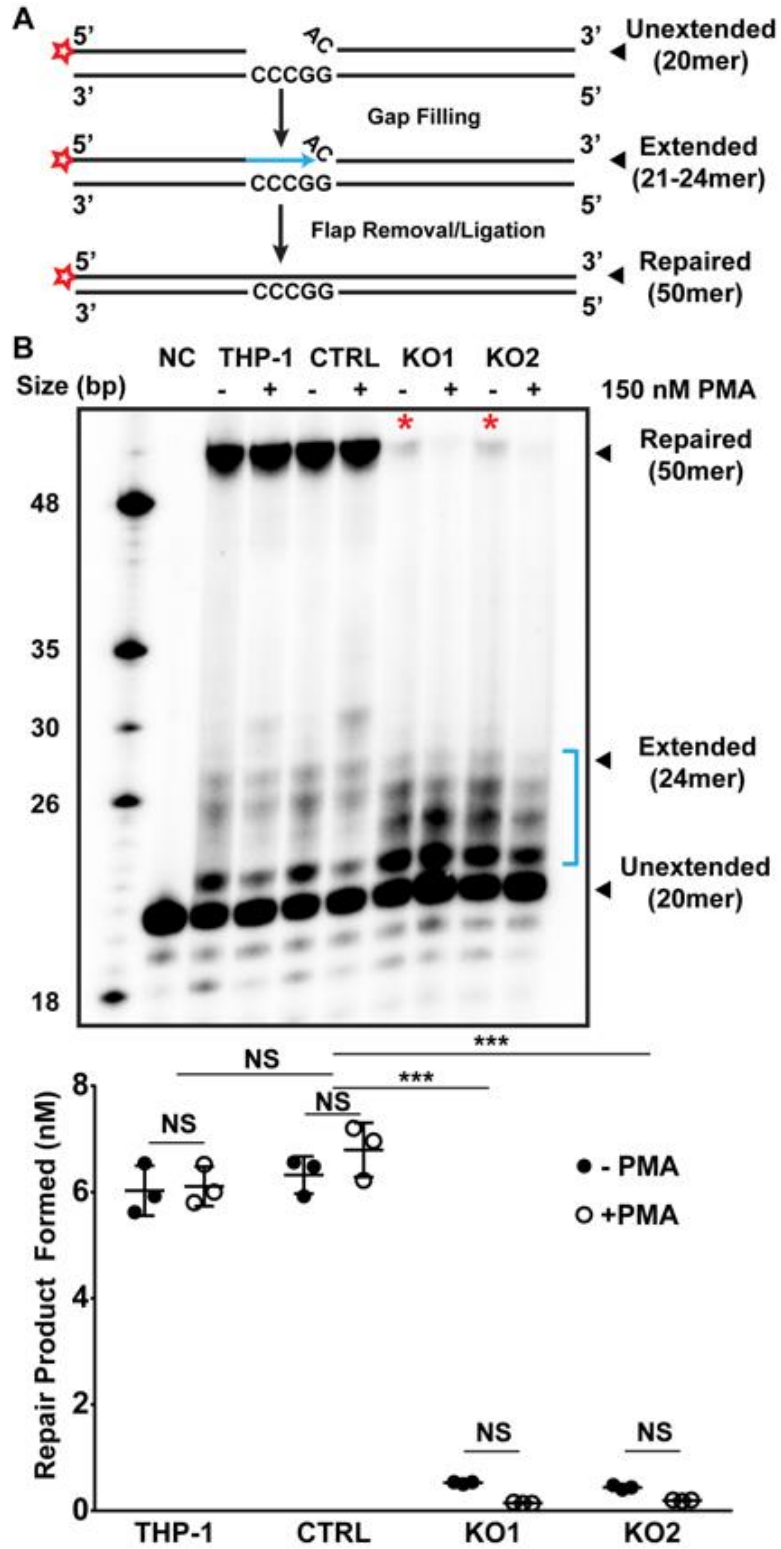 A
5’ AC 3’ Unextended
(20mer)
CCCGG
3’ 5’
Gap Filling
5’ AC 3’ Extended
(21-24mer)
CCCGG
3’ 5’
Flap Removal/Ligation
5’ 3’ Repaired
(50mer)
CCCGG
3’ 5’
B
NC THP-1 CTRL KO1 KO2
Size (bp) - + - + - + - + 150 nM PMA
* * Repaired
(50mer)
48
35
30
Extended
(24mer)
26
Unextended
(20mer)
18
***
NS
***
8
NS
NS
- PMA
+PMA
6
4
2
NS NS
0
Repair Product Formed (nM)
THP-1 CTRL KO1 KO2